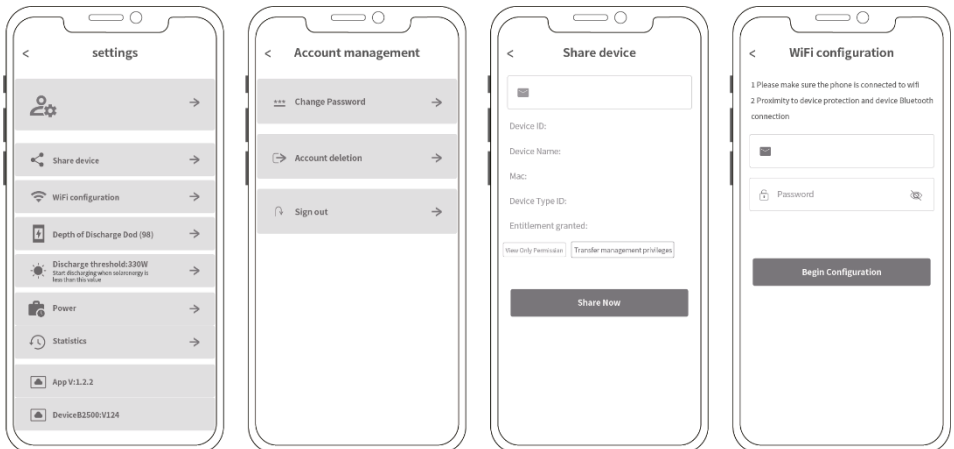 <
settings
Share device
WiFi configuration
Depth of Discharge Dod (98)
Discharge threshold:330W
Start discharging when solarenergy is
less than this value
Power
Statistics
App V:1.2.2
DeviceB2500:V124
<
Account management
***
Change Password
Account deletion
Sign out
<
Share device
Device ID:
Device Name:
Mac:
Device Type ID:
Entitlement granted:
View Only Permission
Transfer management privileges
Share Now
<
WiFi configuration
1 Please make sure the phone is connected to wifi
2 Proximity to device protection and device Bluetooth
connection
Password
Begin Configuration